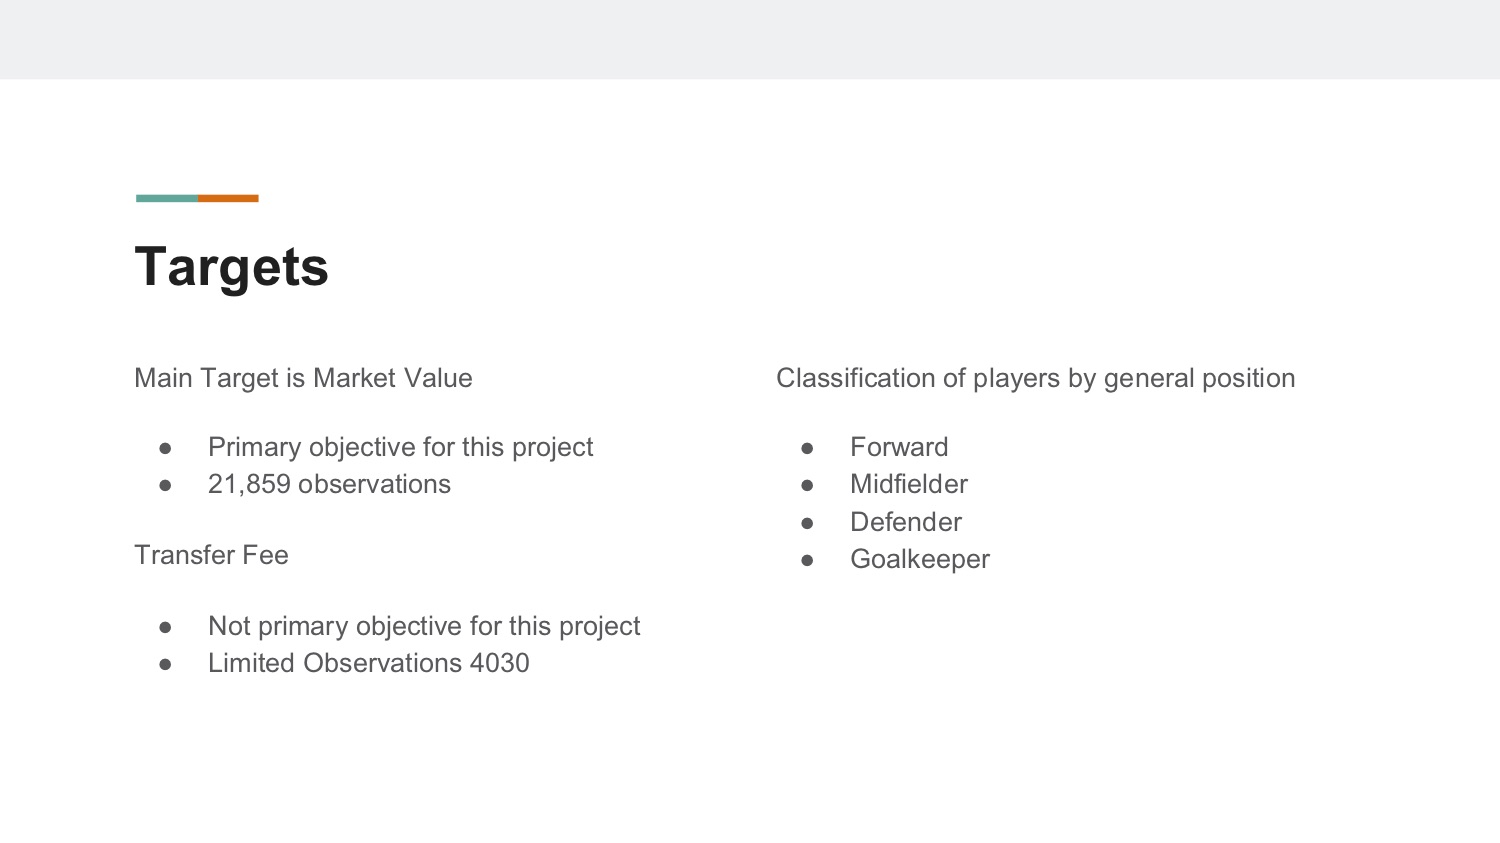 Targets
Main Target is Market Value
● Primary objective for this project
● 21,859 observations
Transfer Fee
● Not primary objective for this project
● Limited Observations 4030
Classification of players by general position
● Forward
● Midfielder
● Defender
● Goalkeeper